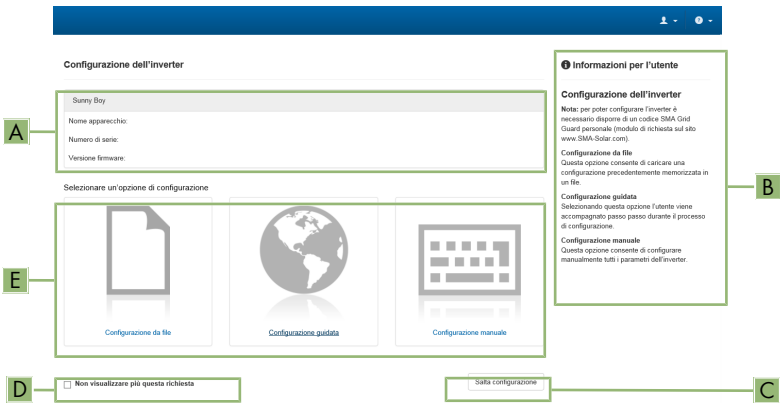 Configurazione dell'inverter
A
Sunny Boy
Nome apparecchio:
Numero di serie:
Versione firmware:
Selezionare un'opzione di configurazione
E
Configurazione da file
Configurazione guidata
Configurazione manuale
D
Non visualizzare più questa richiesta
Salta configurazione
C
Informazioni per l'utente
Configurazione dell'inverter
Nota: per poter configurare l'inverter è
necessario disporre di un codice SMA Grid
Guard personale (modulo di richiesta sul sito
www.SMA-Solar.com).
Configurazione da file
Questa opzione consente di caricare una
configurazione precedentemente memorizzata in
un file.
Configurazione guidata
Selezionando questa opzione l'utente viene
accompagnato passo passo durante il processo
di configurazione.
Configurazione manuale
Questa opzione consente di configurare
manualmente tutti i parametri dell'inverter.
B